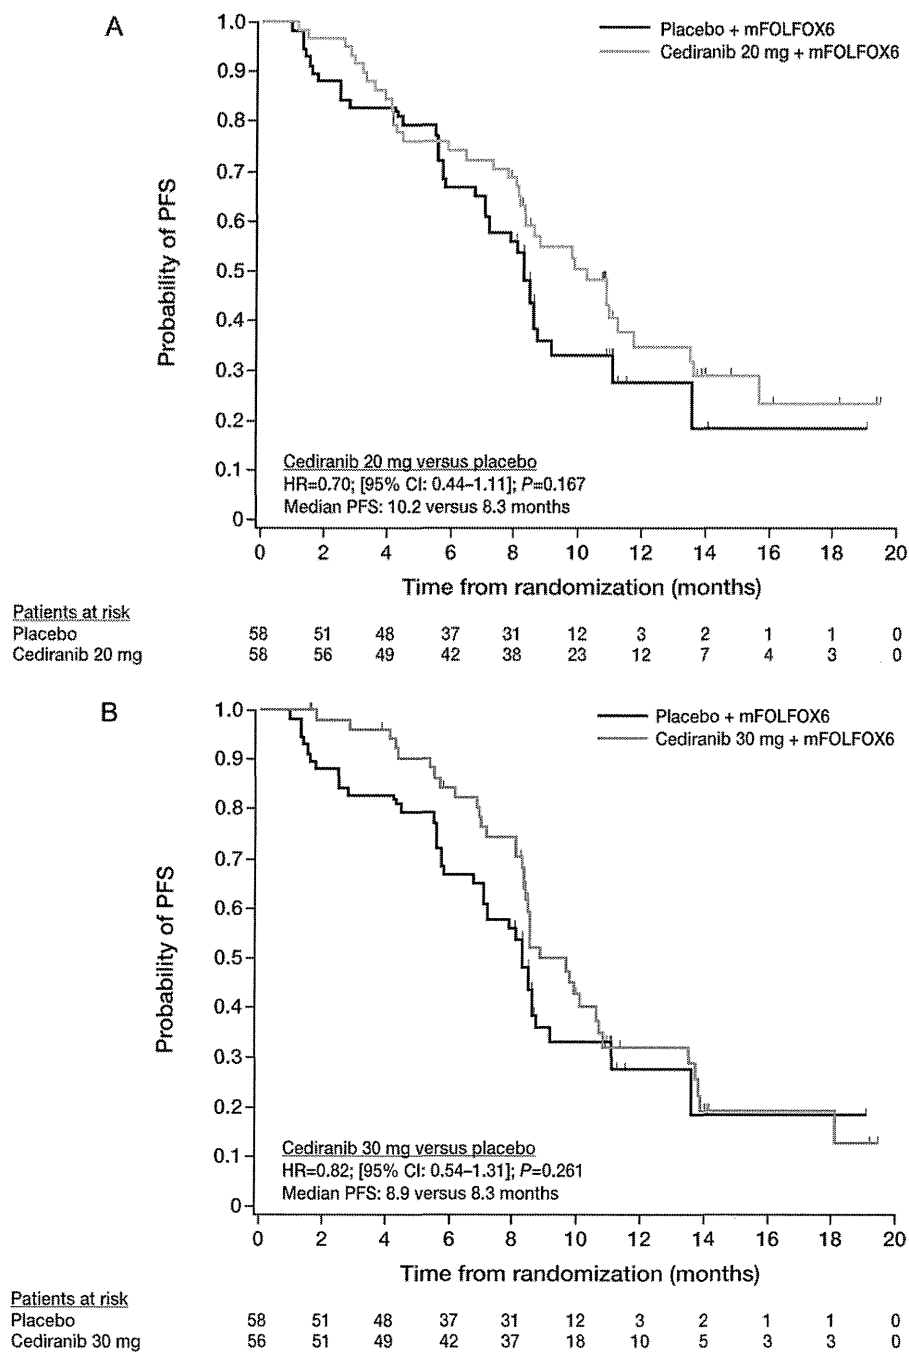 A
Placebo + mFOLFOX6
Cediranib 20 mg + mFOLFOX6
Probability of PFS
1.0
0.9
0.8
0.7
0.6
0.5
0.4
0.3
0.2
0.1
0
Cediranib 20 mg versus placebo
HR=0.70; [95% CI: 0.44–1.11]; P=0.167
Median PFS: 10.2 versus 8.3 months
0 2 4 6 8 10 12 14 16 18 20
Time from randomization (months)
Patients at risk
Placebo 58 51 48 37 31 12 3 2 1 1 0
Cediranib 20 mg 58 56 49 42 38 23 12 7 4 3 0
B
Placebo + mFOLFOX6
Cediranib 30 mg + mFOLFOX6
Probability of PFS
1.0
0.9
0.8
0.7
0.6
0.5
0.4
0.3
0.2
0.1
0
Cediranib 30 mg versus placebo
HR=0.82; [95% CI: 0.54–1.31]; P=0.261
Median PFS: 8.9 versus 8.3 months
0 2 4 6 8 10 12 14 16 18 20
Time from randomization (months)
Patients at risk
Placebo 58 51 48 37 31 12 3 2 1 1 0
Cediranib 30 mg 56 51 49 42 37 18 10 5 3 3 0